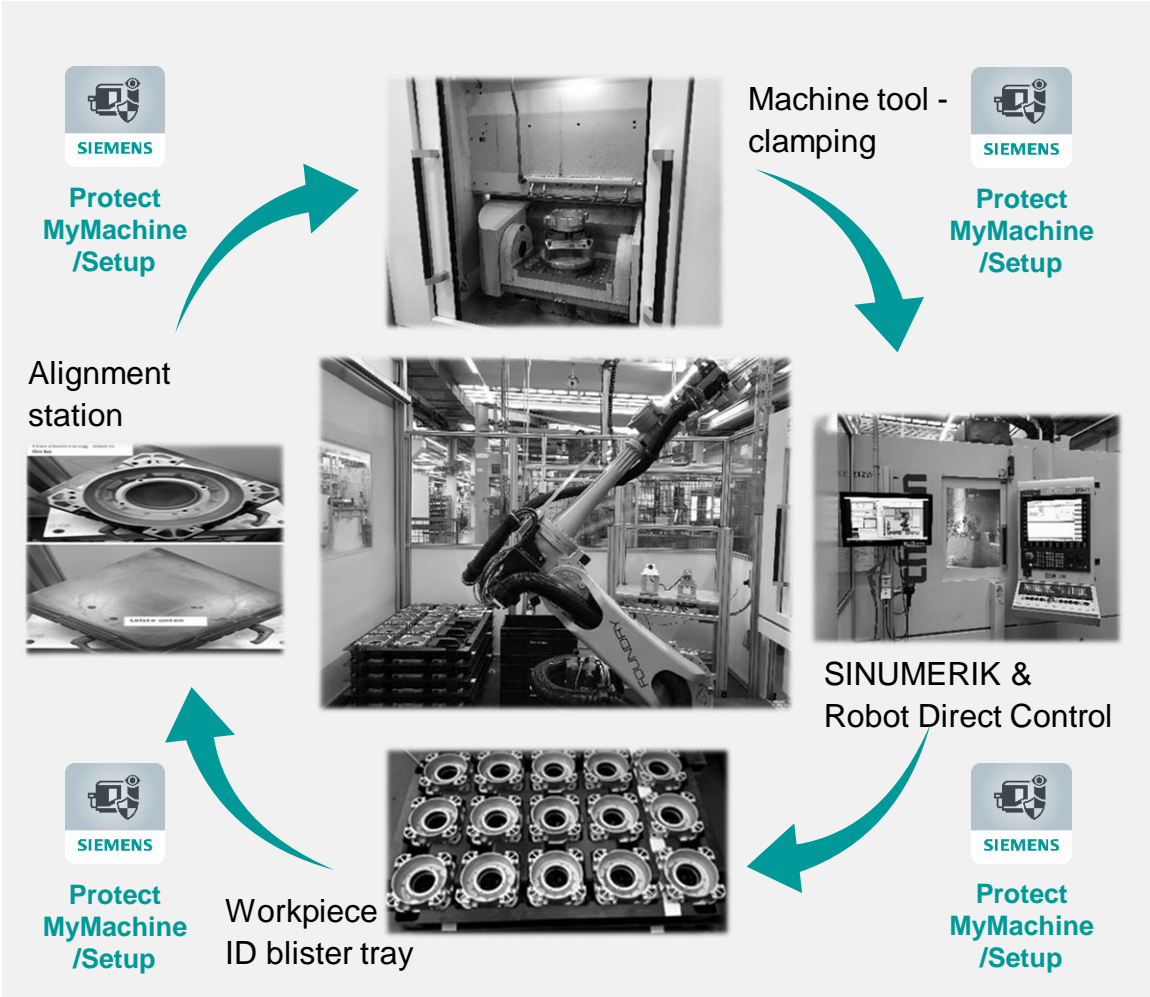 SIEMENS
Protect
MyMachine
/Setup
Machine tool -
clamping
SIEMENS
Protect
MyMachine
/Setup
Alignment
station
FOUNDRY
SINUMERIK &
Robot Direct Control
SIEMENS
Protect
MyMachine
/Setup
Workpiece
ID blister tray
SIEMENS
Protect
MyMachine
/Setup